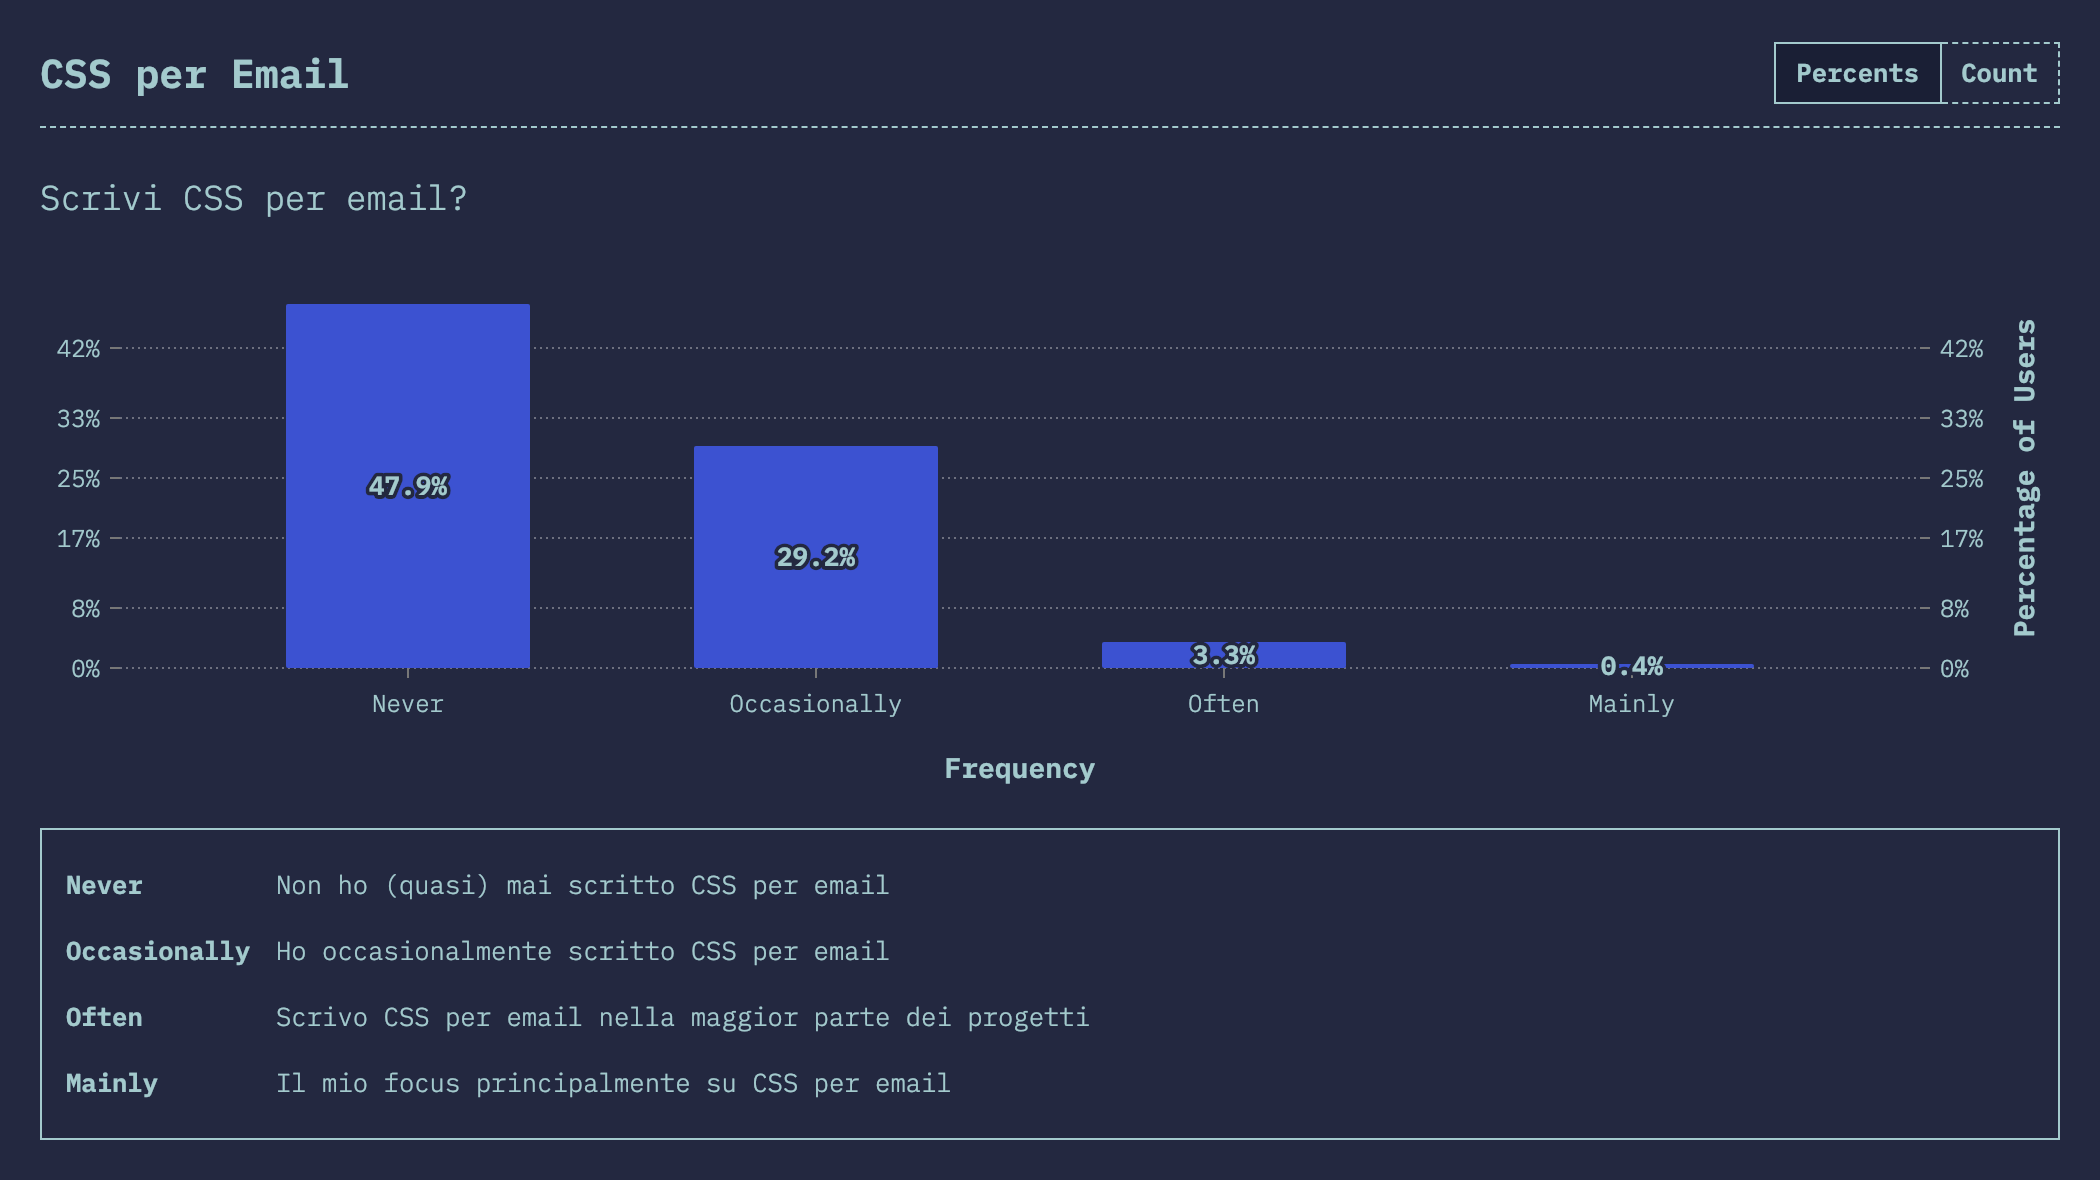 CSS per Email
Percents Count
Scrivi CSS per email?
42% 42%
33% 33%
25% 25%
17% 17%
8% 8%
0% 0%
47.9%
29.2%
3.3%
0.4%
Percentage of Users
Never Occasionally Often Mainly
Frequency
Never Non ho (quasi) mai scritto CSS per email
Occasionally Ho occasionalmente scritto CSS per email
Often Scrivo CSS per email nella maggior parte dei progetti
Mainly Il mio focus principalmente su CSS per email